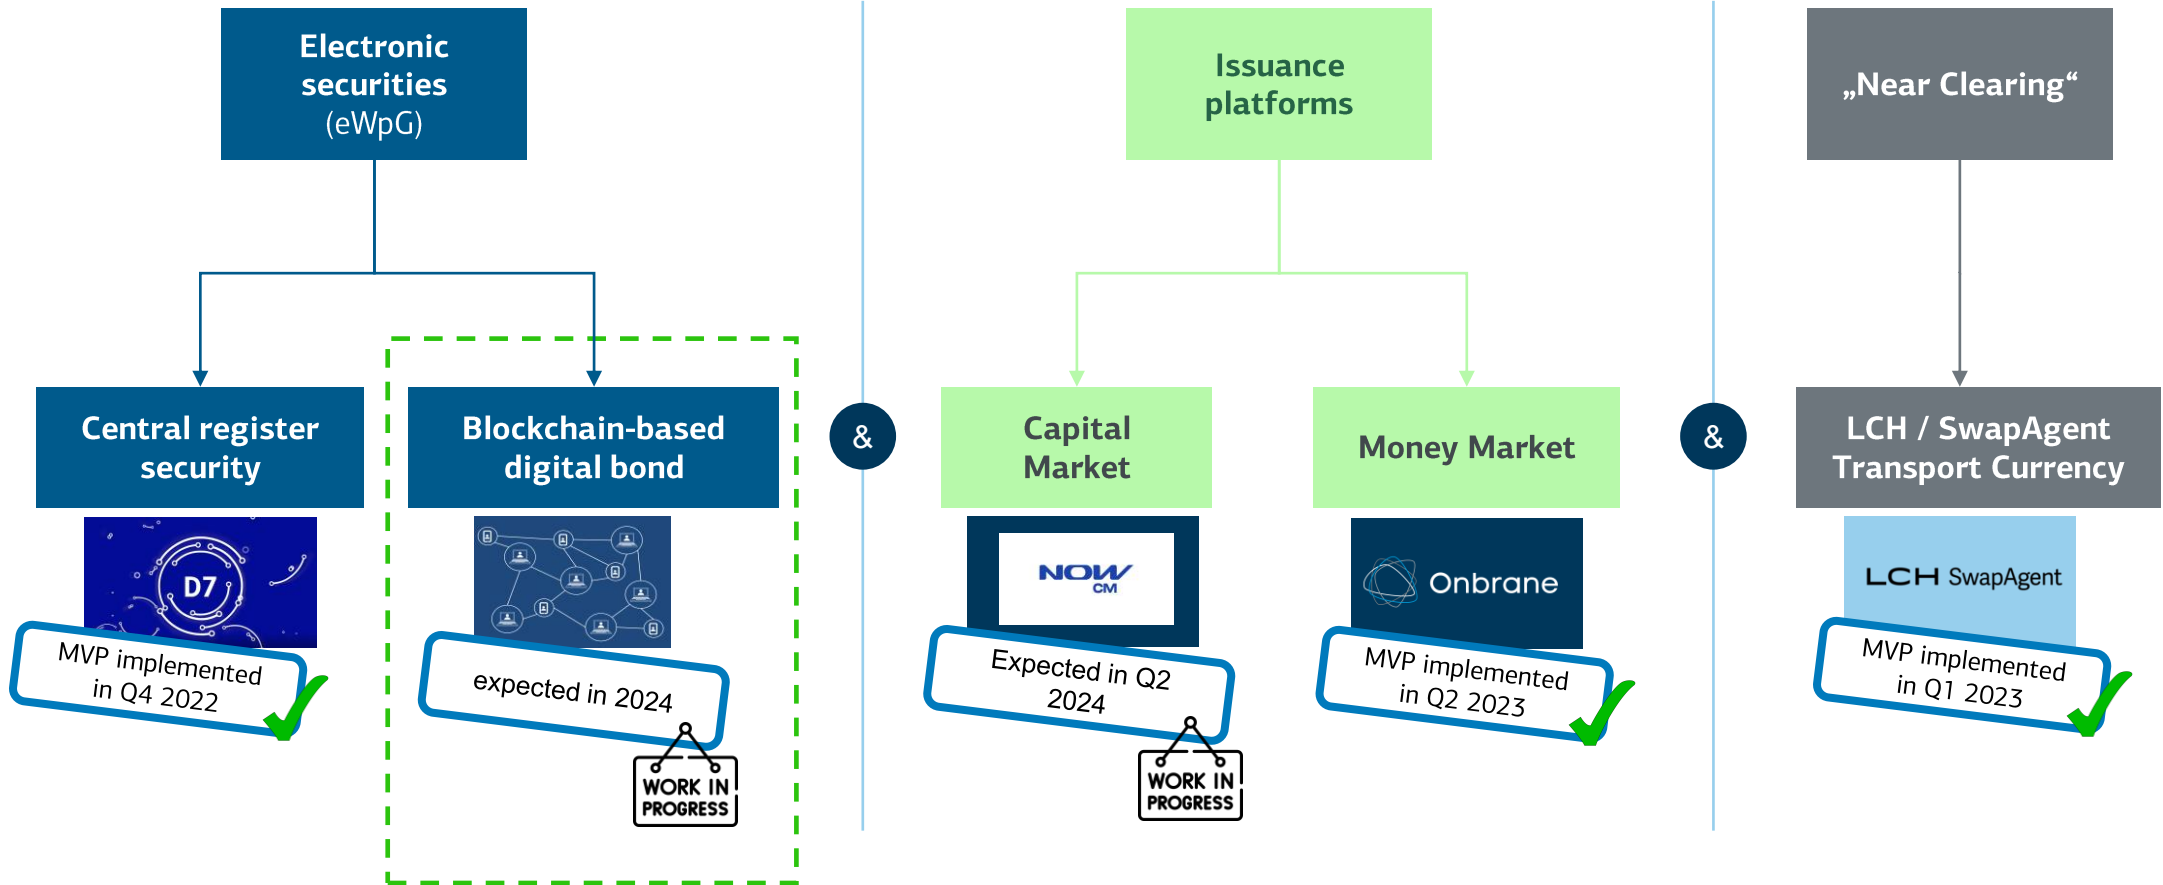 Electronic
securities
(eWpG)
Issuance
platforms
„Near Clearing“
Central register
security
Blockchain-based
digital bond
&
Capital
Market
Money Market
&
LCH / SwapAgent
Transport Currency
D7
NOW
CM
Onbrane
LCH SwapAgent
MVP implemented
in Q4 2022
expected in 2024
WORK IN
PROGRESS
Expected in Q2
2024
WORK IN
PROGRESS
MVP implemented
in Q2 2023
MVP implemented
in Q1 2023